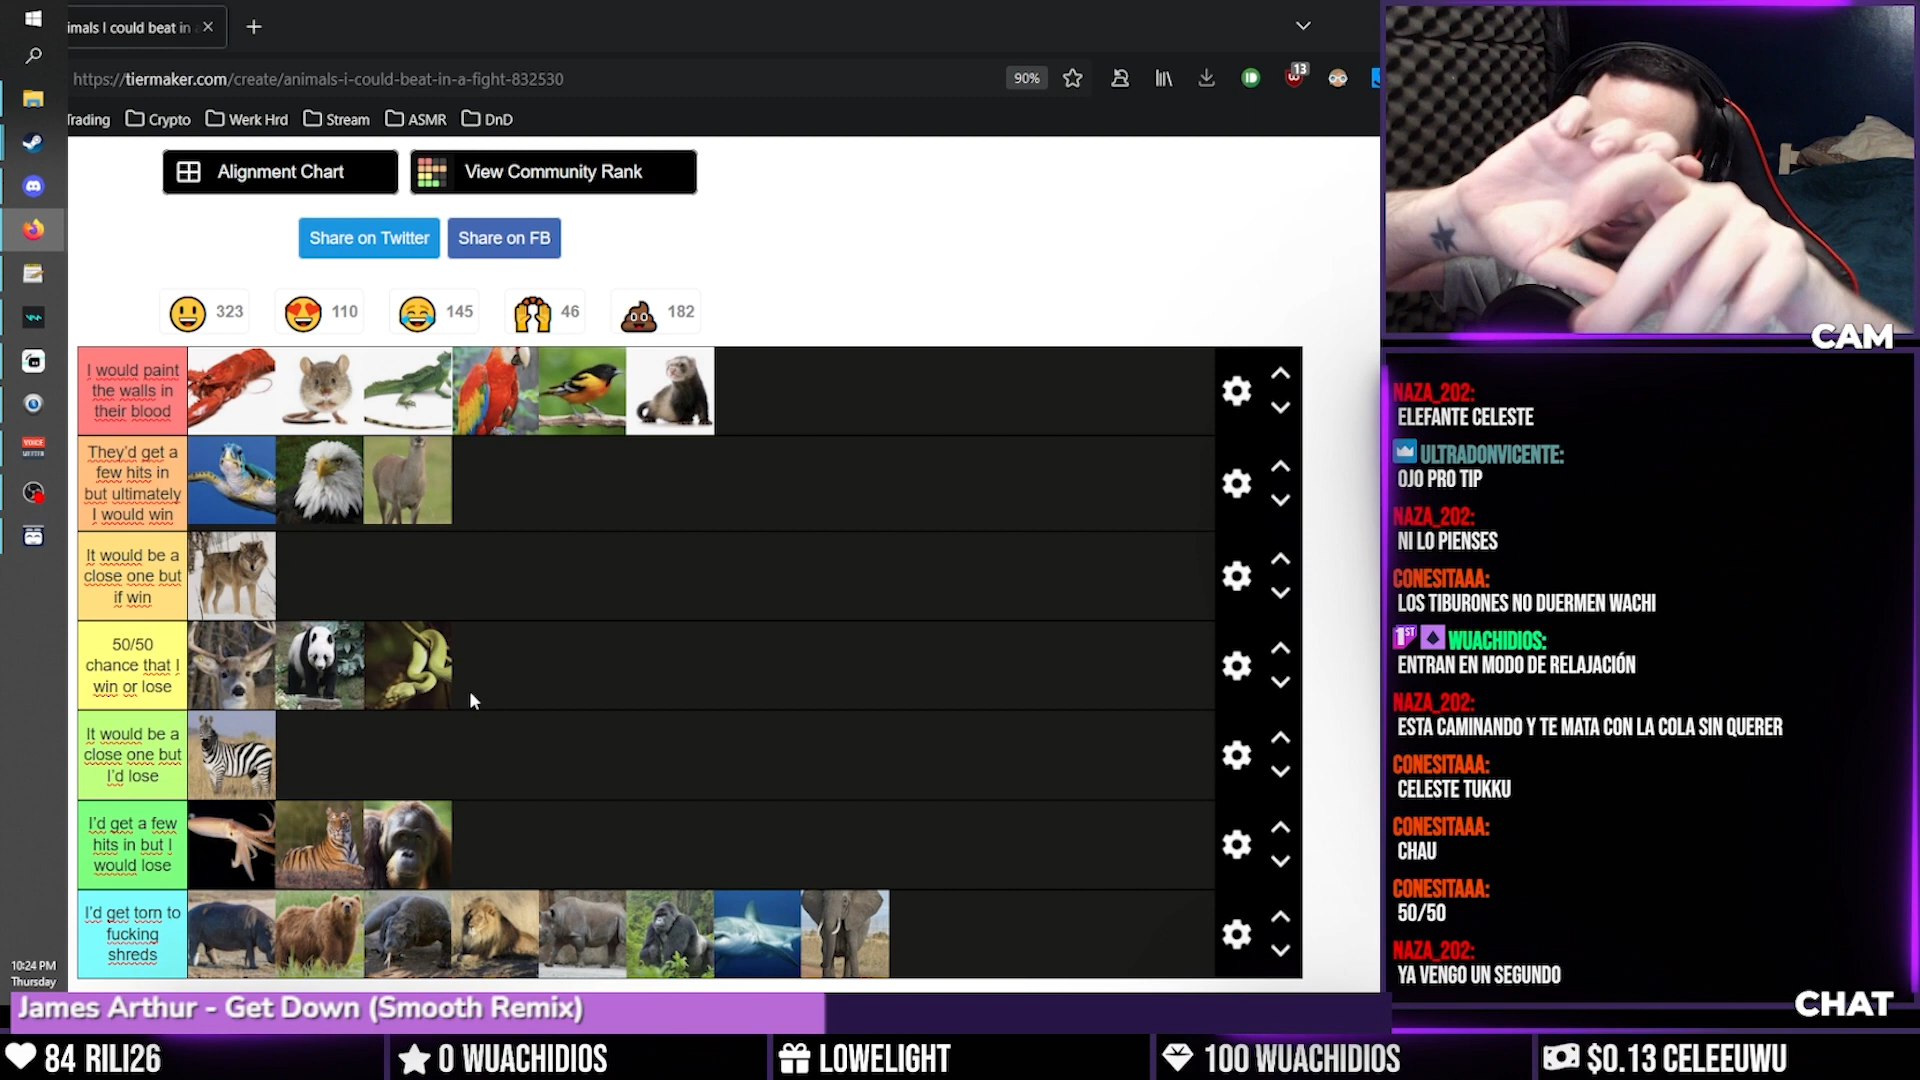 imals I could beat in
https://tiermaker.com/create/animals-i-could-beat-in-a-fight-832530
90%
13
Trading
Crypto
Werk Hrd
Stream
ASMR
DnD
Alignment Chart
View Community Rank
Share on Twitter
Share on FB
323
110
145
46
182
I would paint
the walls in
their blood
They'd get a
few hits in
but ultimately
I would win
It would be a
close one but
if win
50/50
chance that I
win or lose
It would be a
close one but
I'd lose
I'd get a few
hits in but I
would lose
I'd get torn to
fucking
shreds
10:24 PM
Thursday
CAM
NAZA_202:
ELEFANTE CELESTE
ULTRADONVICENTE:
OJO PRO TIP
NAZA_202:
NI LO PIENSES
CONESITAAA:
LOS TIBURONES NO DUERMEN WACHI
1ST WUACHIDIOS:
ENTRAN EN MODO DE RELAJACIÓN
NAZA_202:
ESTA CAMINANDO Y TE MATA CON LA COLA SIN QUERER
CONESITAAA:
CELESTE TUKKU
CONESITAAA:
CHAU
CONESITAAA:
50/50
NAZA_202:
YA VENGO UN SEGUNDO
CHAT
James Arthur - Get Down (Smooth Remix)
84 RILI26
0 WUACHIDIOS
LOWELIGHT
100 WUACHIDIOS
$0.13 CELEEUWU